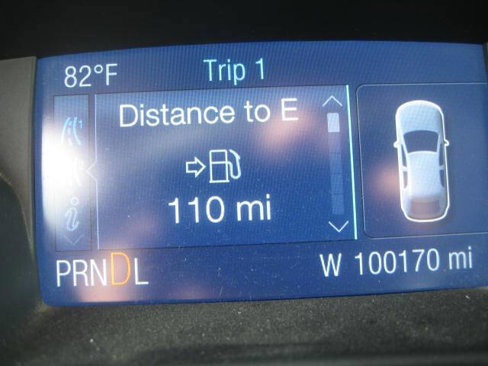 82°F Trip 1
Distance to E
110 mi
PRNDL W 100170 mi